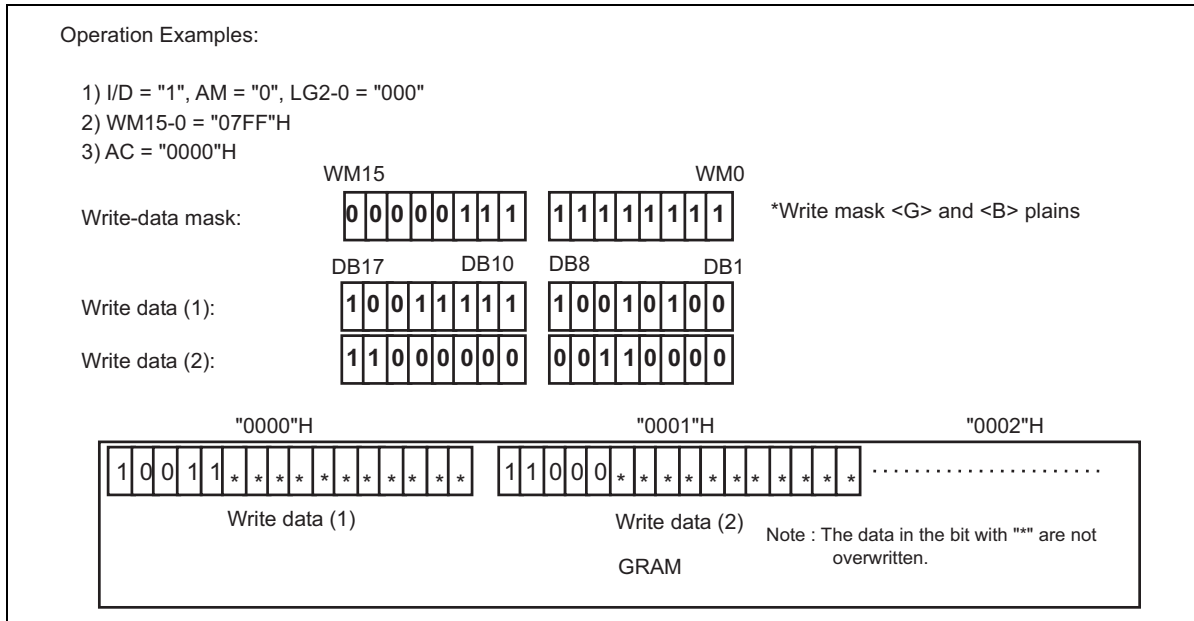 Operation Examples:
1) I/D = "1", AM = "0", LG2-0 = "000"
2) WM15-0 = "07FF"H
3) AC = "0000"H
WM15 WM0
Write-data mask: 0 0 0 0 0 1 1 1 1 1 1 1 1 1 1 1 *Write mask <G> and <B> plains
DB17 DB10 DB8 DB1
Write data (1): 1 0 0 1 1 1 1 1 1 0 0 1 0 1 0 0
Write data (2): 1 1 0 0 0 0 0 0 0 0 1 1 0 0 0 0
"0000"H "0001"H "0002"H
1 0 0 1 1 * * * * * * * * * * * 1 1 0 0 0 * * * * * * * * * * * ......................
Write data (1) Write data (2) Note : The data in the bit with "*" are not
overwritten.
GRAM